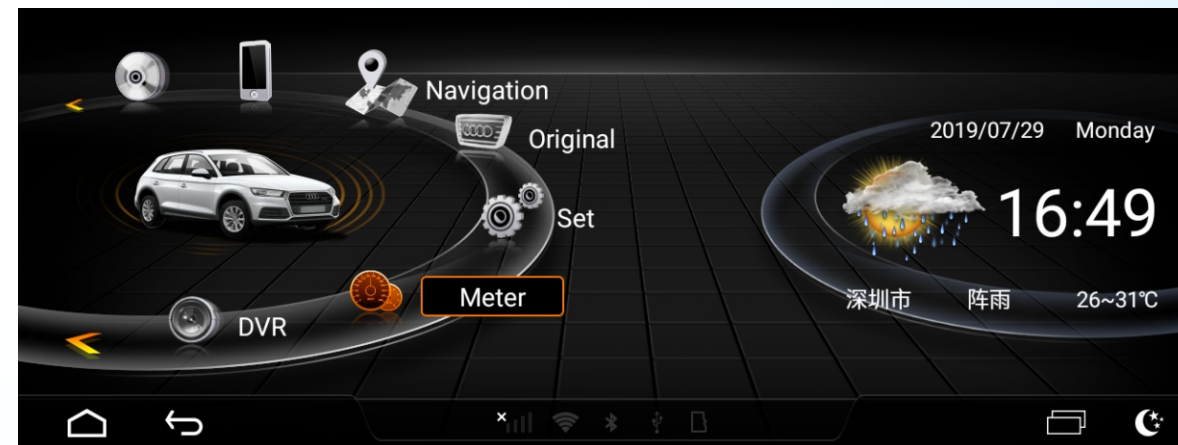 Navigation
Original
Set
Meter
DVR
2019/07/29 Monday
16:49
深圳市 阵雨 26~31℃